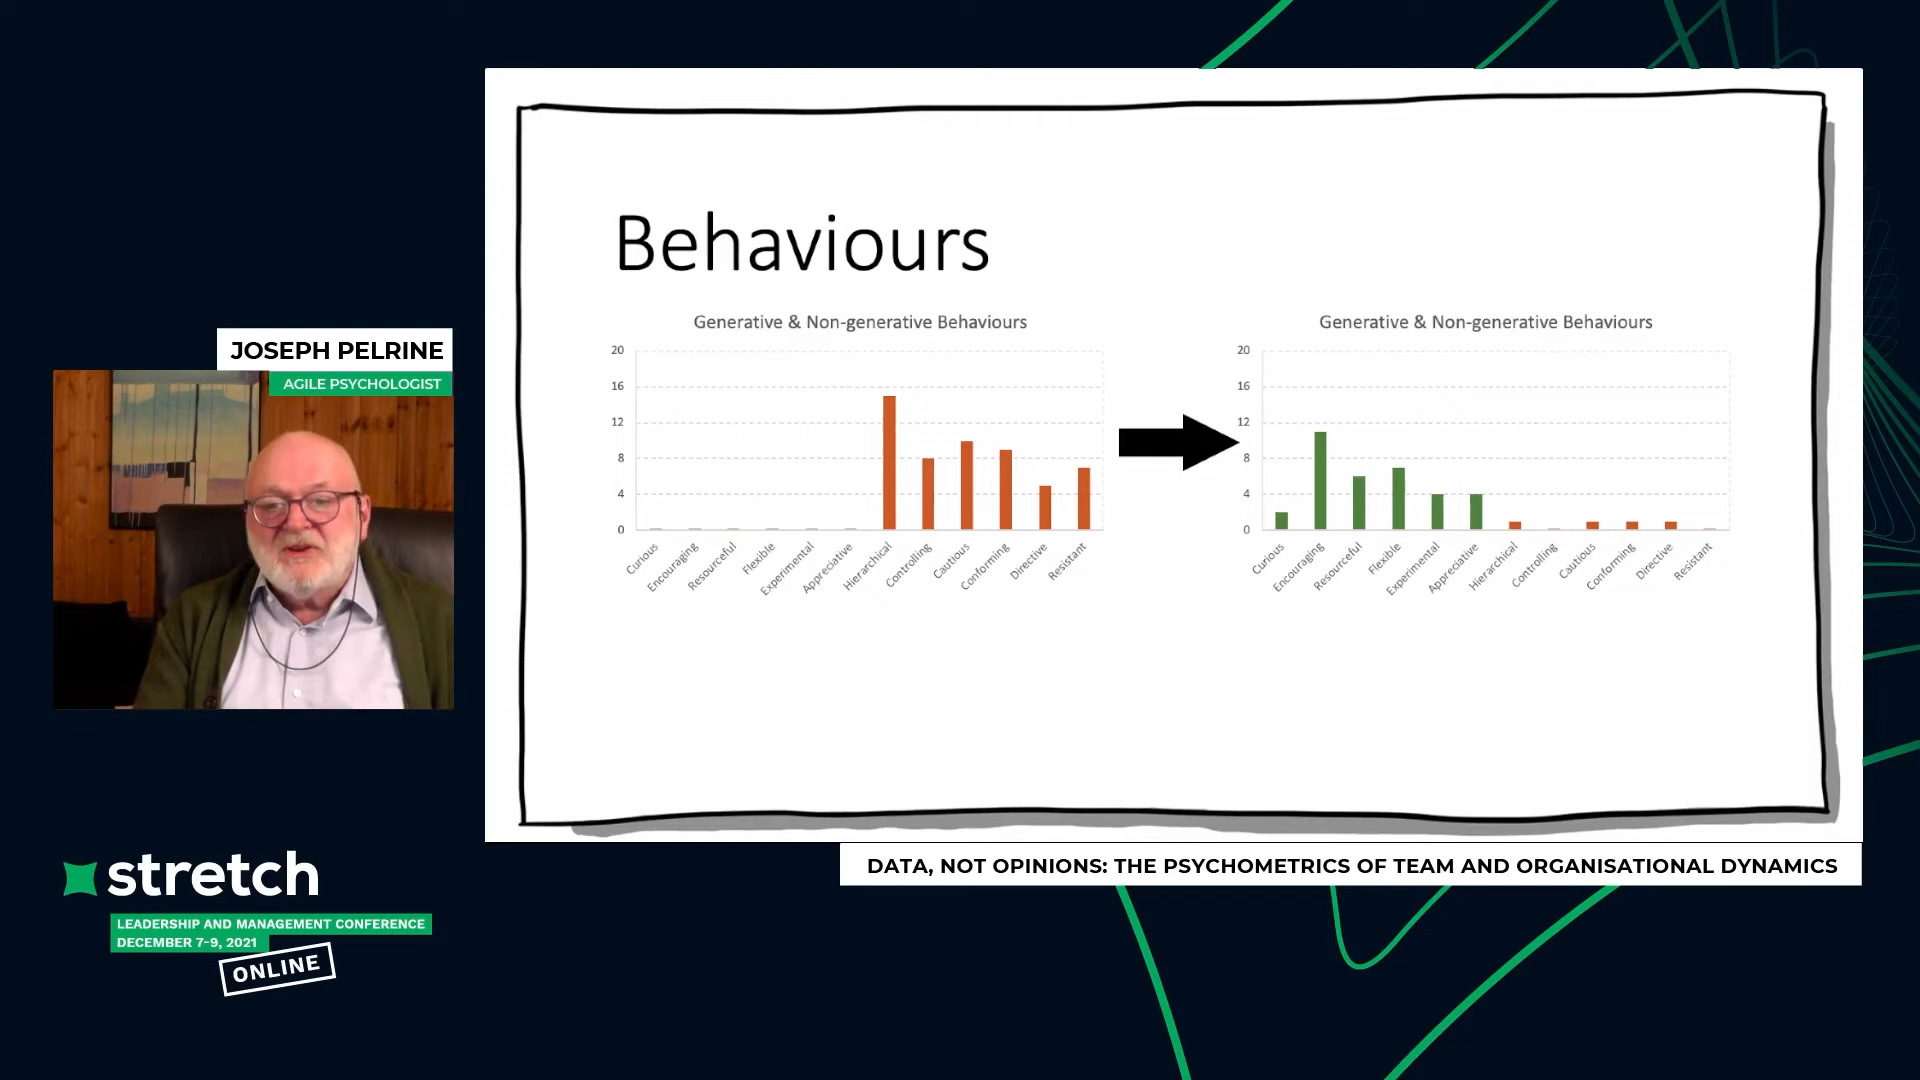 Behaviours
Generative & Non-generative Behaviours
20
16
12
8
4
0
Curious
Encouraging
Resourceful
Flexible
Experimental
Appreciative
Hierarchical
Controlling
Cautious
Conforming
Directive
Resistant
Generative & Non-generative Behaviours
20
16
12
8
4
0
Curious
Encouraging
Resourceful
Flexible
Experimental
Appreciative
Hierarchical
Controlling
Cautious
Conforming
Directive
Resistant
JOSEPH PELRINE
AGILE PSYCHOLOGIST
DATA, NOT OPINIONS: THE PSYCHOMETRICS OF TEAM AND ORGANISATIONAL DYNAMICS
stretch
LEADERSHIP AND MANAGEMENT CONFERENCE
DECEMBER 7-9, 2021
ONLINE